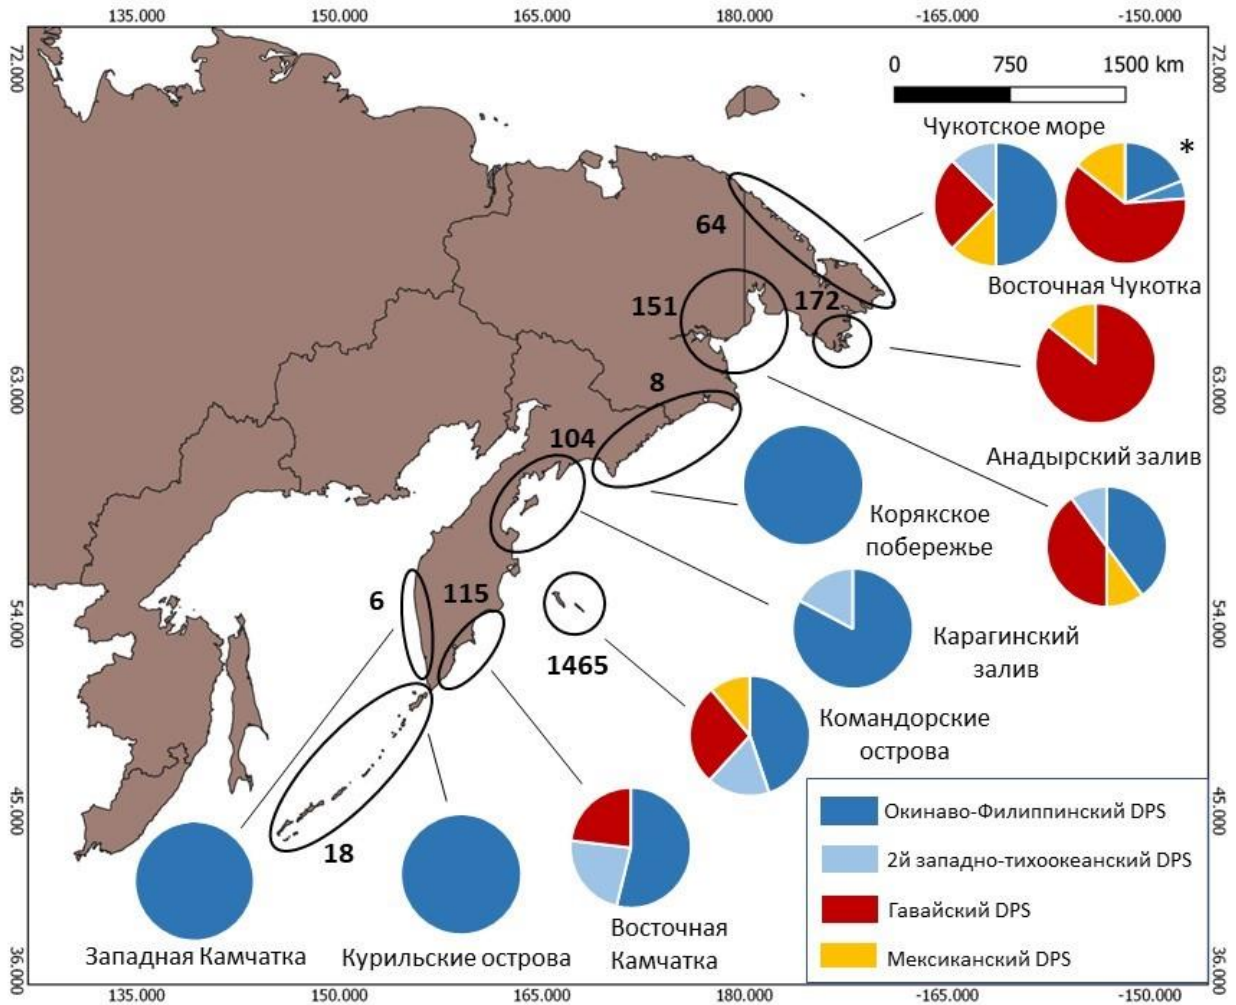 135.000 150.000 165.000 180.000 -165.000 -150.000
72.000 72.000
0 750 1500 km
Чукотское море
*
64
Восточная Чукотка
151 172
63.000 63.000
8
104
Анадырский залив
Корякское
побережье
6 115
54.000 54.000
Карагинский
залив
1465
Командорские
острова
45.000 45.000
18
Окинаво-Филиппинский DPS
2й западно-тихоокеанский DPS
Гавайский DPS
Мексиканский DPS
Восточная
Камчатка
Западная Камчатка
Курильские острова
36.000 36.000
135.000 150.000 165.000 180.000 -165.000 -150.000